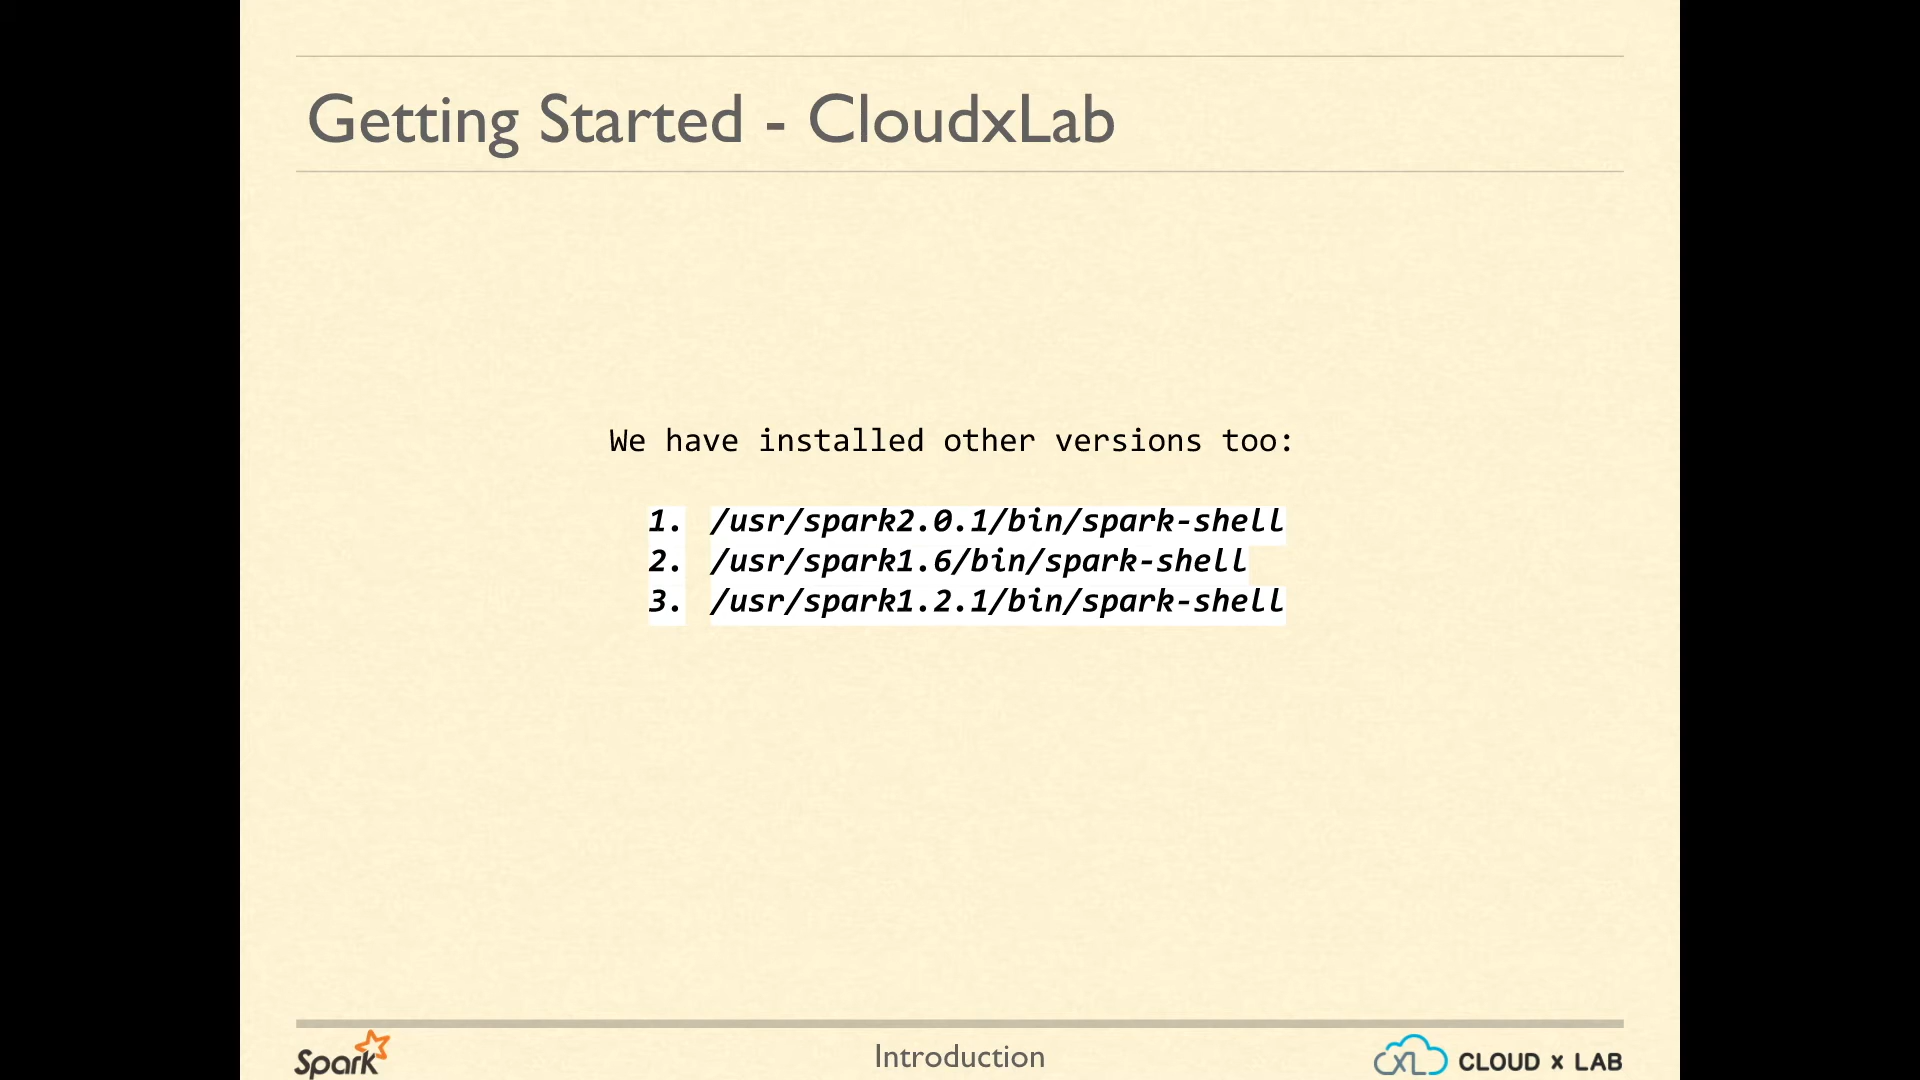 Getting Started - CloudxLab
We have installed other versions too:
1. /usr/spark2.0.1/bin/spark-shell
2. /usr/spark1.6/bin/spark-shell
3. /usr/spark1.2.1/bin/spark-shell
Spark
Introduction
CXL CLOUD x LAB